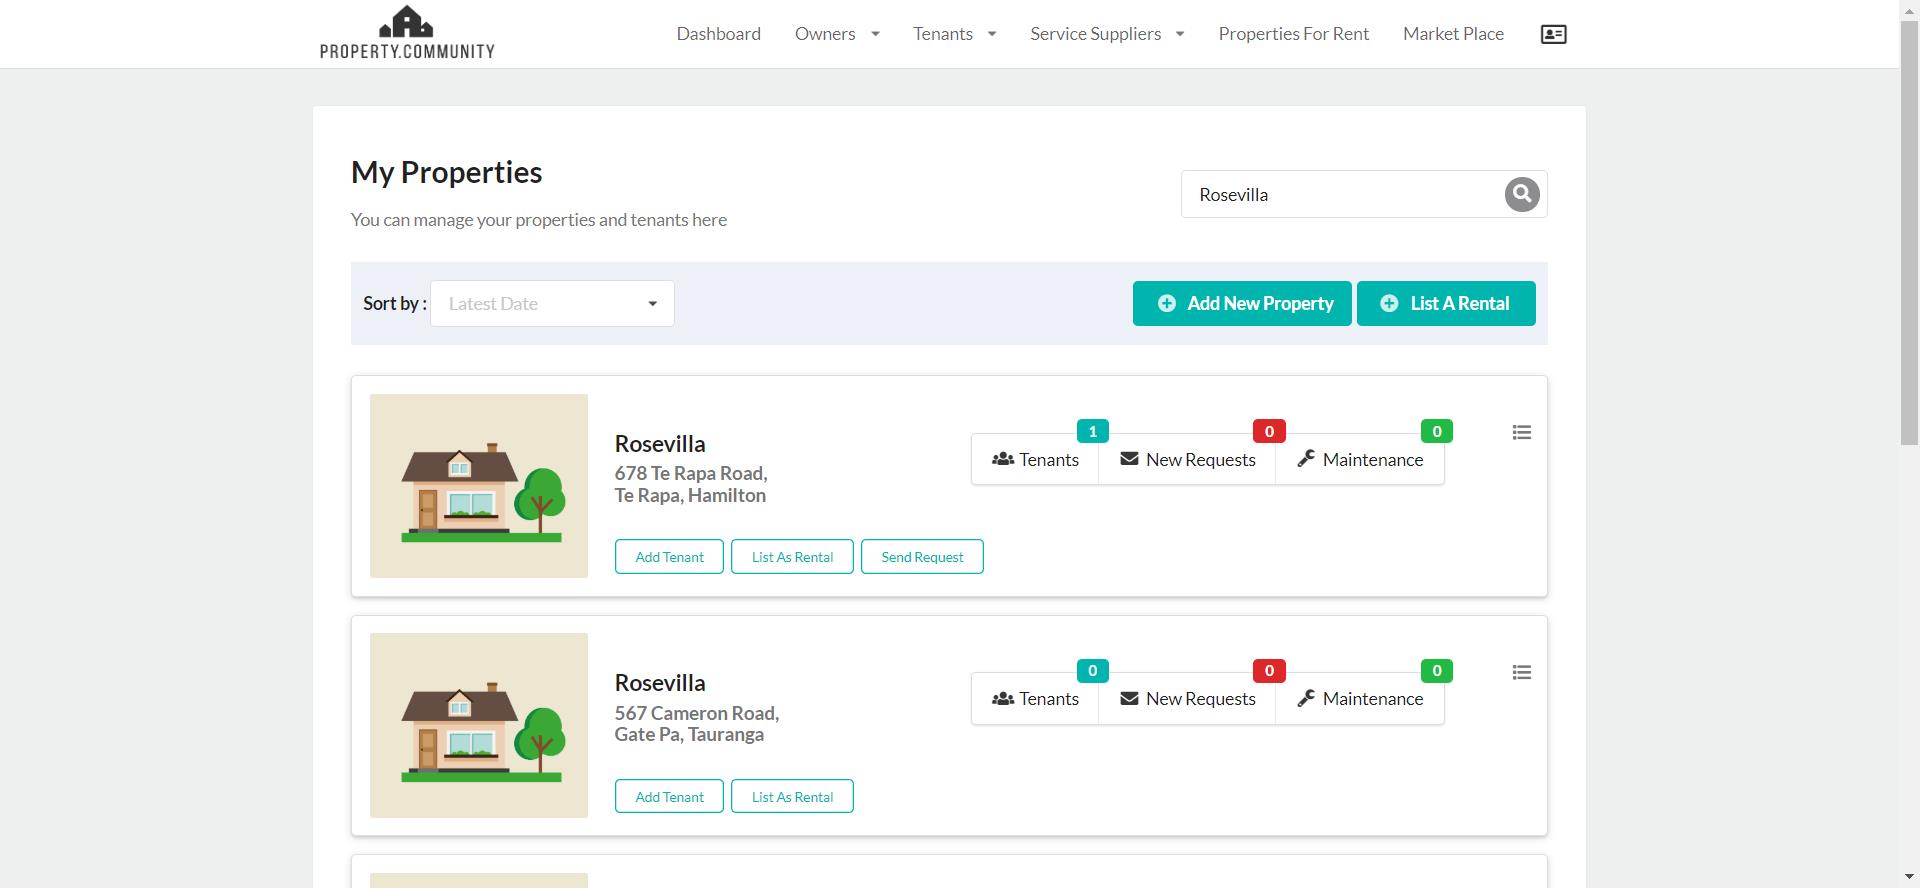 PROPERTY.COMMUNITY
Dashboard
Owners
Tenants
Service Suppliers
Properties For Rent
Market Place
My Properties
You can manage your properties and tenants here
Rosevilla
Sort by :
Latest Date
Add New Property
List A Rental
Rosevilla
678 Te Rapa Road,
Te Rapa, Hamilton
1
Tenants
0
New Requests
0
Maintenance
Add Tenant
List As Rental
Send Request
Rosevilla
567 Cameron Road,
Gate Pa, Tauranga
0
Tenants
0
New Requests
0
Maintenance
Add Tenant
List As Rental